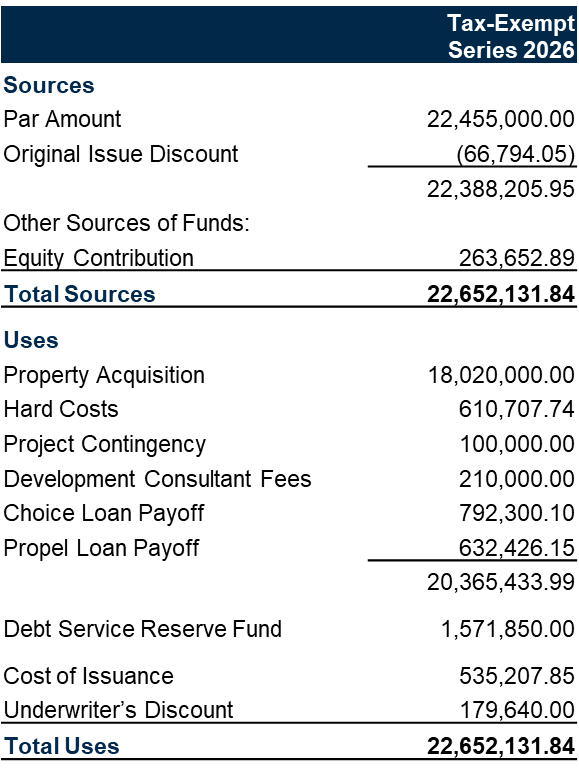 Tax-Exempt
Series 2026
Sources
Par Amount 22,455,000.00
Original Issue Discount (66,794.05)
22,388,205.95
Other Sources of Funds:
Equity Contribution 263,652.89
Total Sources 22,652,131.84
Uses
Property Acquisition 18,020,000.00
Hard Costs 610,707.74
Project Contingency 100,000.00
Development Consultant Fees 210,000.00
Choice Loan Payoff 792,300.10
Propel Loan Payoff 632,426.15
20,365,433.99
Debt Service Reserve Fund 1,571,850.00
Cost of Issuance 535,207.85
Underwriter’s Discount 179,640.00
Total Uses 22,652,131.84